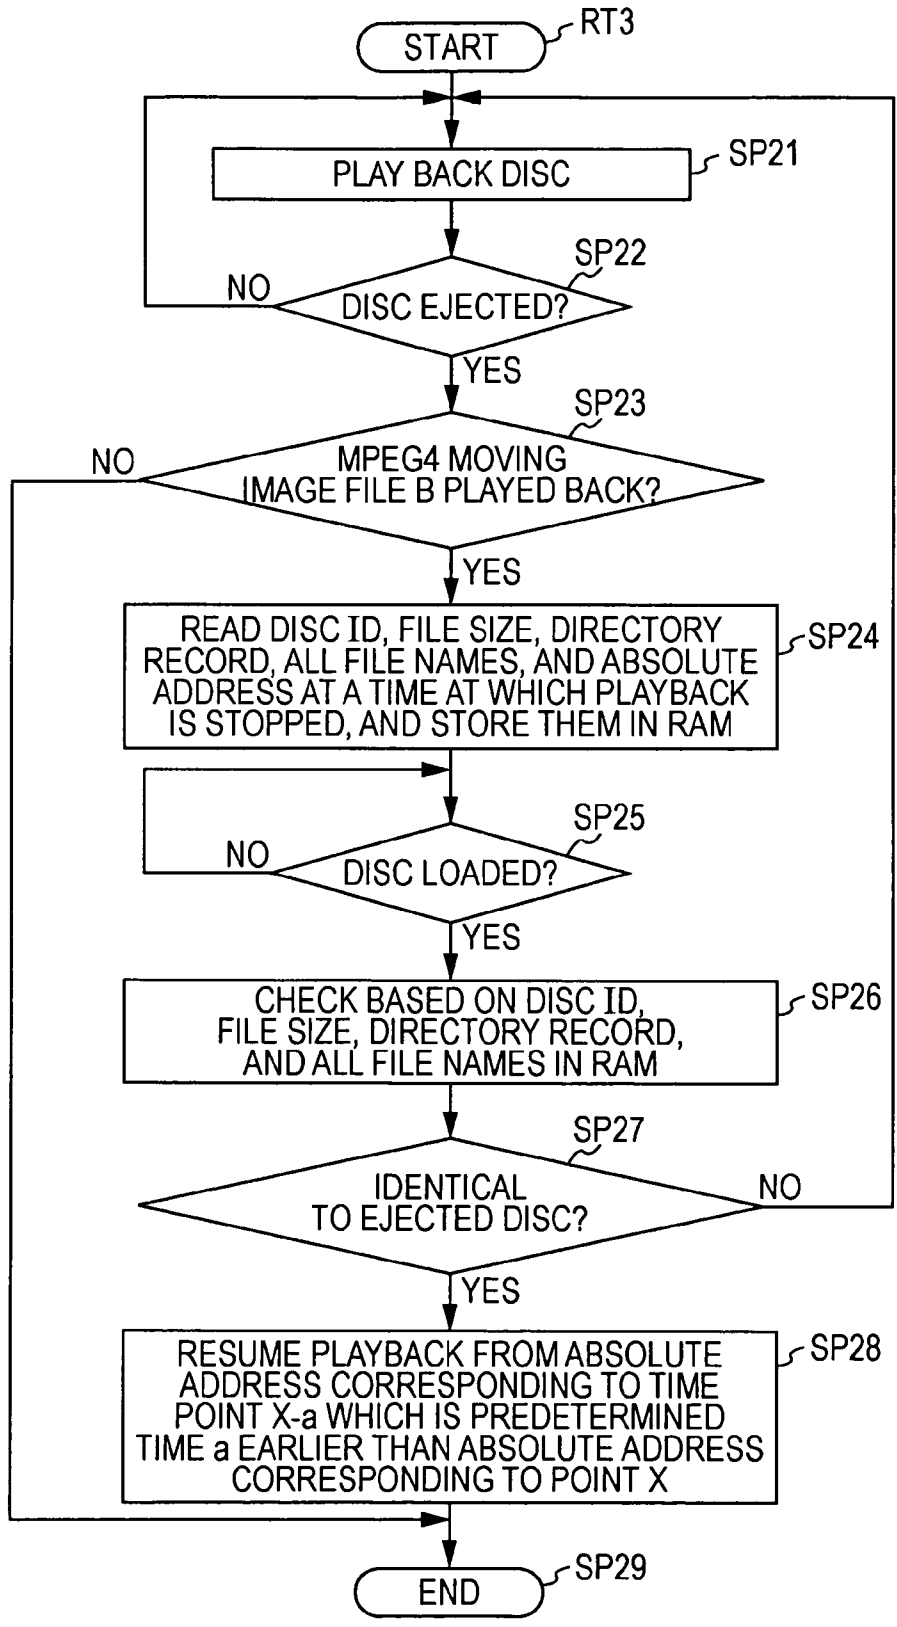 RT3
START
SP21
PLAY BACK DISC
SP22
NO
DISC EJECTED?
YES
SP23
NO
MPEG4 MOVING
IMAGE FILE B PLAYED BACK?
YES
SP24
READ DISC ID, FILE SIZE, DIRECTORY
RECORD, ALL FILE NAMES, AND ABSOLUTE
ADDRESS AT A TIME AT WHICH PLAYBACK
IS STOPPED, AND STORE THEM IN RAM
SP25
NO
DISC LOADED?
YES
SP26
CHECK BASED ON DISC ID,
FILE SIZE, DIRECTORY RECORD,
AND ALL FILE NAMES IN RAM
SP27
IDENTICAL
TO EJECTED DISC?
NO
YES
SP28
RESUME PLAYBACK FROM ABSOLUTE
ADDRESS CORRESPONDING TO TIME
POINT X-a WHICH IS PREDETERMINED
TIME a EARLIER THAN ABSOLUTE ADDRESS
CORRESPONDING TO POINT X
SP29
END